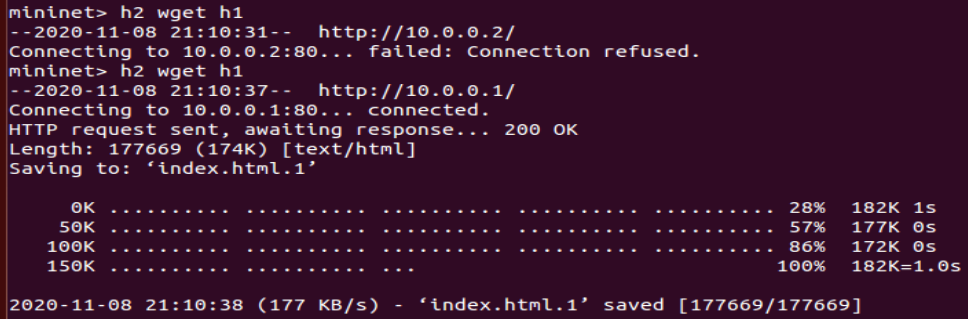 mininet> h2 wget h1
--2020-11-08 21:10:31--  http://10.0.0.2/
Connecting to 10.0.0.2:80... failed: Connection refused.
mininet> h2 wget h1
--2020-11-08 21:10:37--  http://10.0.0.1/
Connecting to 10.0.0.1:80... connected.
HTTP request sent, awaiting response... 200 OK
Length: 177669 (174K) [text/html]
Saving to: ‘index.html.1’
     0K .......... .......... .......... .......... .......... 28%  182K 1s
    50K .......... .......... .......... .......... .......... 57%  177K 0s
   100K .......... .......... .......... .......... .......... 86%  172K 0s
   150K .......... .......... ...                             100%  182K=1.0s
2020-11-08 21:10:38 (177 KB/s) - ‘index.html.1’ saved [177669/177669]